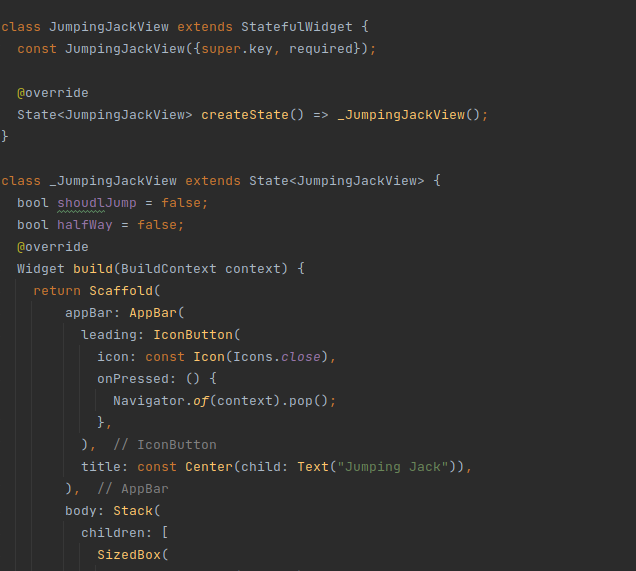 class JumpingJackView extends StatefulWidget {
const JumpingJackView({super.key, required});
@override
State<JumpingJackView> createState() => _JumpingJackView();
}
class _JumpingJackView extends State<JumpingJackView> {
bool shoudlJump = false;
bool halfWay = false;
@override
Widget build(BuildContext context) {
return Scaffold(
appBar: AppBar(
leading: IconButton(
icon: const Icon(Icons.close),
onPressed: () {
Navigator.of(context).pop();
},
),  // IconButton
title: const Center(child: Text("Jumping Jack")),
),  // AppBar
body: Stack(
children: [
SizedBox(